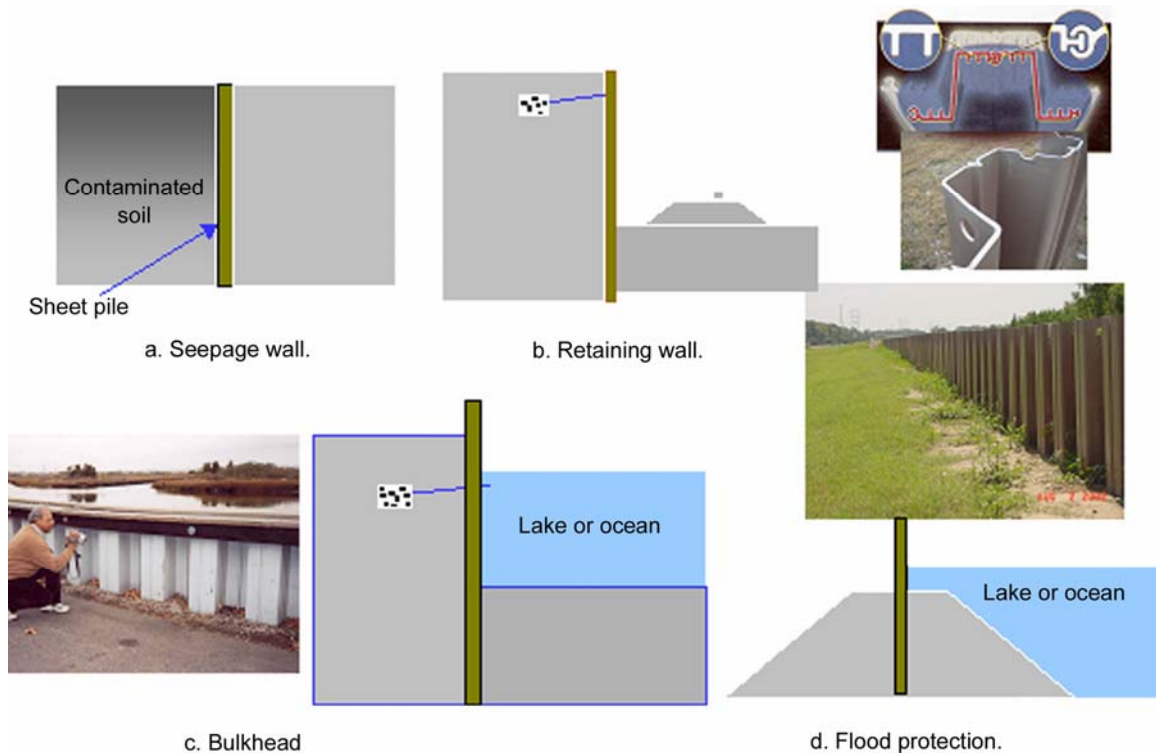 Contaminated
soil
Sheet pile
a. Seepage wall.
b. Retaining wall.
Lake or ocean
c. Bulkhead
Lake or ocean
d. Flood protection.